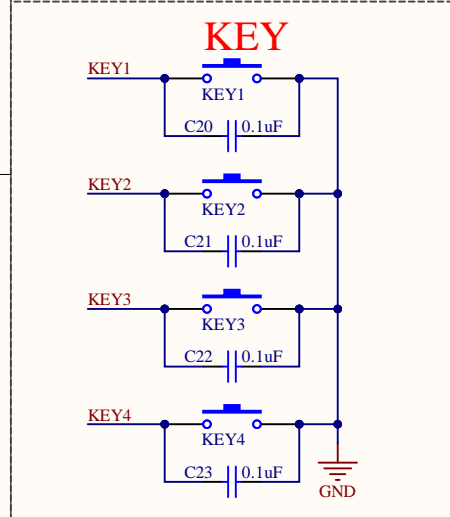 KEY
KEY1
KEY1
C20 0.1uF
KEY2
KEY2
C21 0.1uF
KEY3
KEY3
C22 0.1uF
KEY4
KEY4
C23 0.1uF
GND